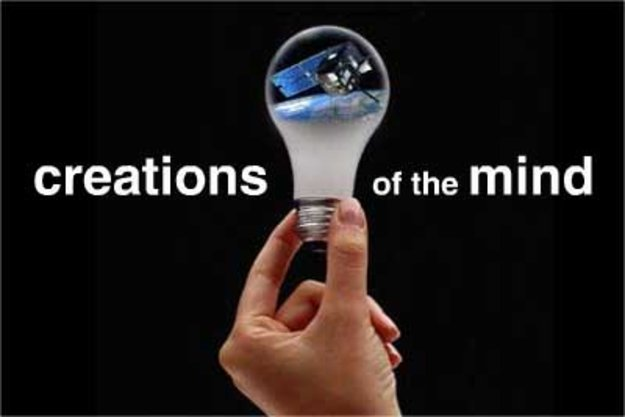 creations of the mind